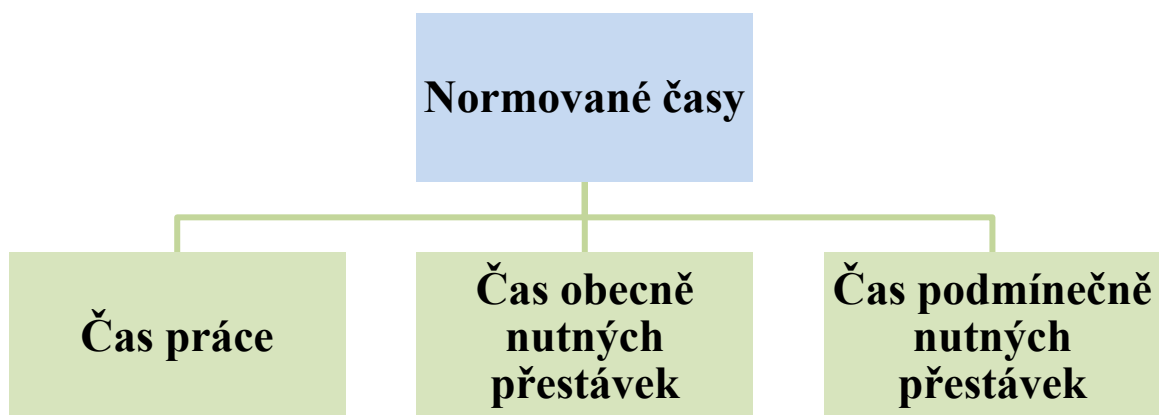 Normované časy
Čas práce
Čas obecně
nutných
přestávek
Čas podmínečně
nutných
přestávek